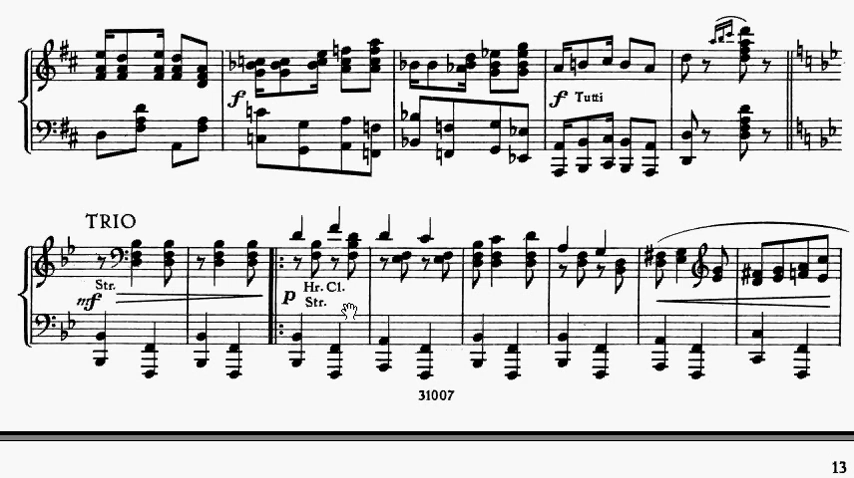 f
f Tutti
TRIO
Str.
mf
p
Hr. Cl.
Str.
31007
13